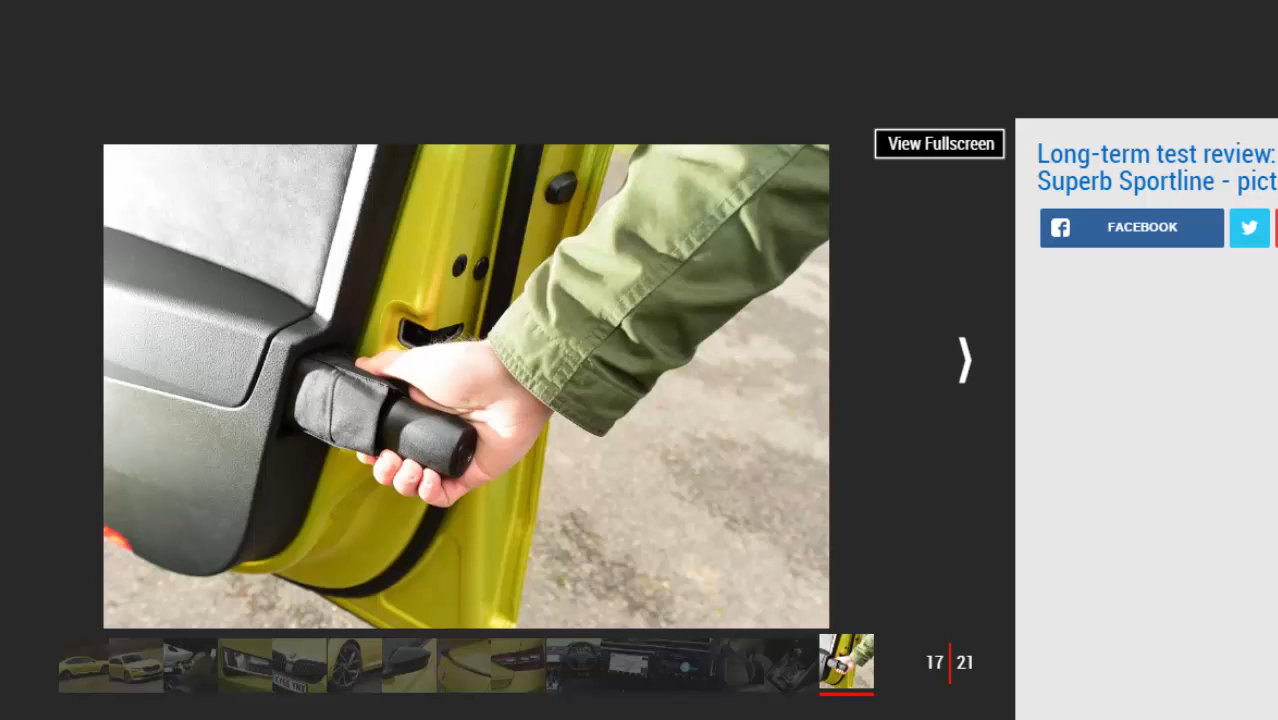 View Fullscreen
Long-term test review:
Superb Sportline - pict
FACEBOOK
17 21